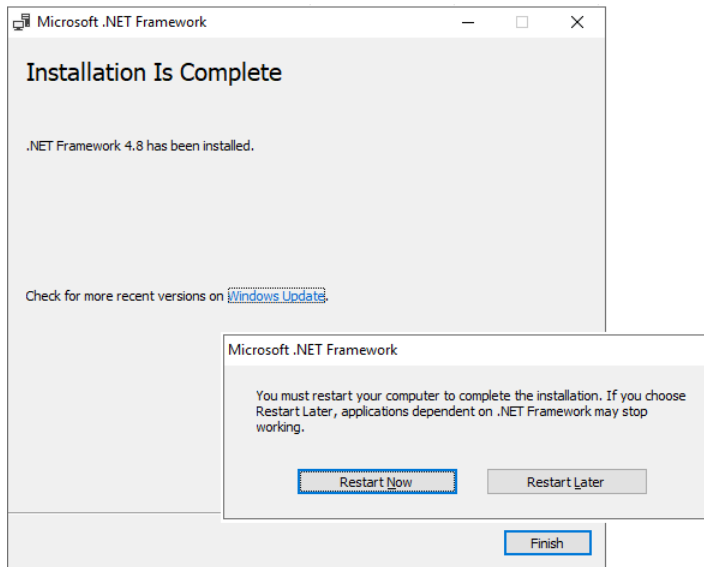 Microsoft .NET Framework
Installation Is Complete
.NET Framework 4.8 has been installed.
Check for more recent versions on Windows Update.
Microsoft .NET Framework
You must restart your computer to complete the installation. If you choose
Restart Later, applications dependent on .NET Framework may stop
working.
Restart Now
Restart Later
Finish